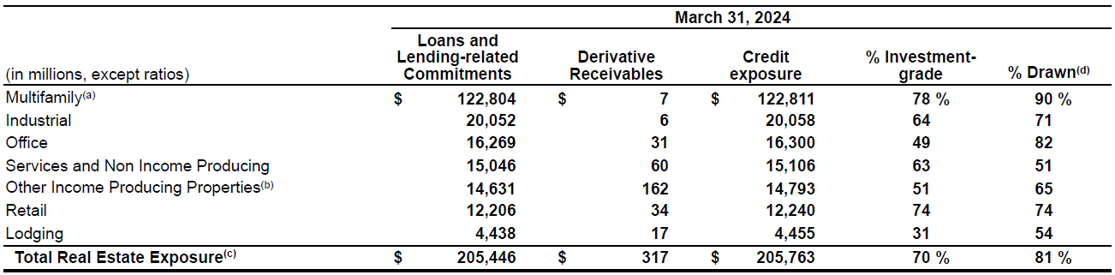 March 31, 2024
(in millions, except ratios) Loans and Lending-related Commitments Derivative Receivables Credit exposure % Investment-grade % Drawn(d)
Multifamily(a) $ 122,804 $ 7 $ 122,811 78 % 90 %
Industrial 20,052 6 20,058 64 71
Office 16,269 31 16,300 49 82
Services and Non Income Producing 15,046 60 15,106 63 51
Other Income Producing Properties(b) 14,631 162 14,793 51 65
Retail 12,206 34 12,240 74 74
Lodging 4,438 17 4,455 31 54
Total Real Estate Exposure(c) $ 205,446 $ 317 $ 205,763 70 % 81 %